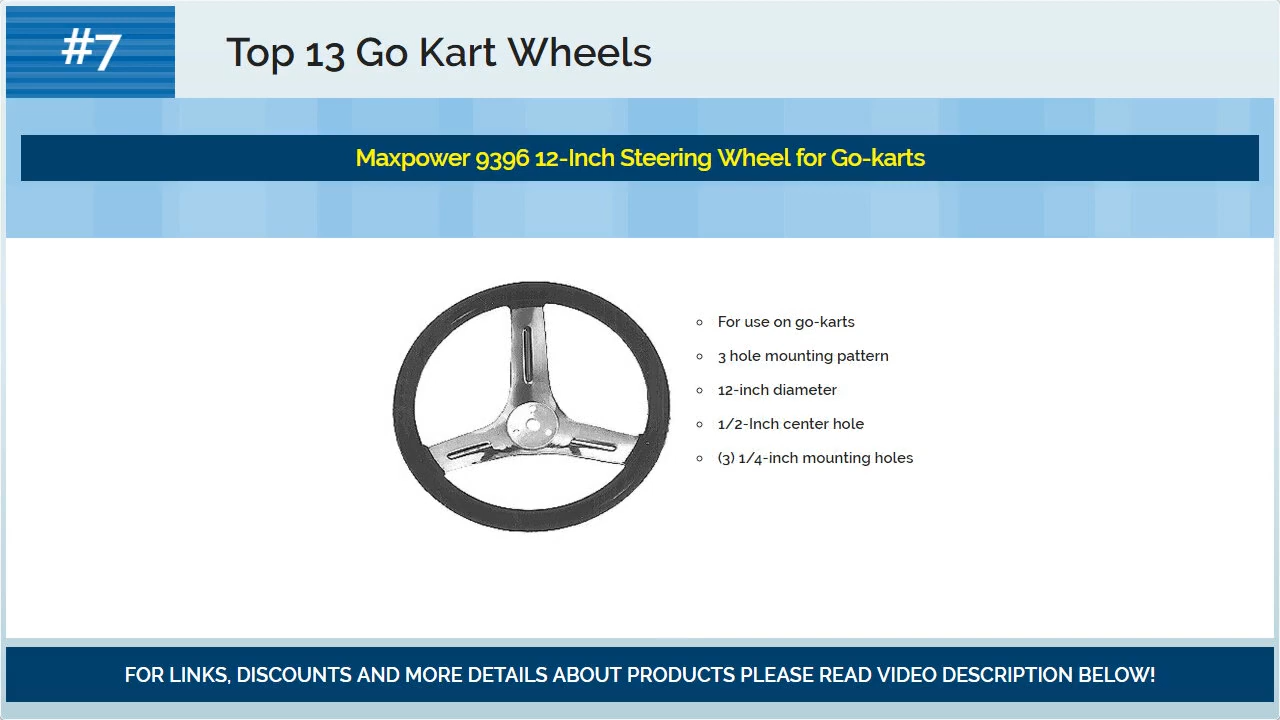 #7
Top 13 Go Kart Wheels
Maxpower 9396 12-Inch Steering Wheel for Go-karts
For use on go-karts
3 hole mounting pattern
12-inch diameter
1/2-Inch center hole
(3) 1/4-inch mounting holes
FOR LINKS, DISCOUNTS AND MORE DETAILS ABOUT PRODUCTS PLEASE READ VIDEO DESCRIPTION BELOW!